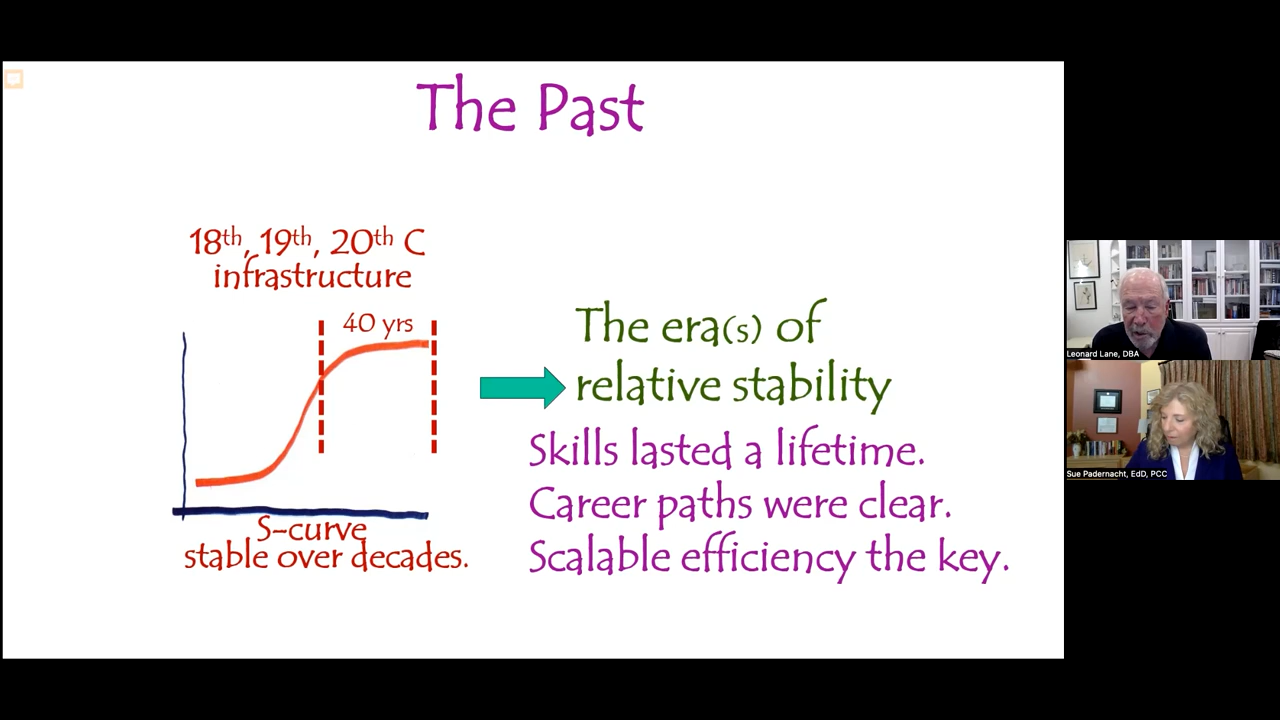 The Past
18th, 19th, 20th C
infrastructure
40 yrs
S-curve
stable over decades.
The era(s) of
relative stability
Skills lasted a lifetime.
Career paths were clear.
Scalable efficiency the key.
Leonard Lane, DBA
Sue Padernacht, EdD, PCC